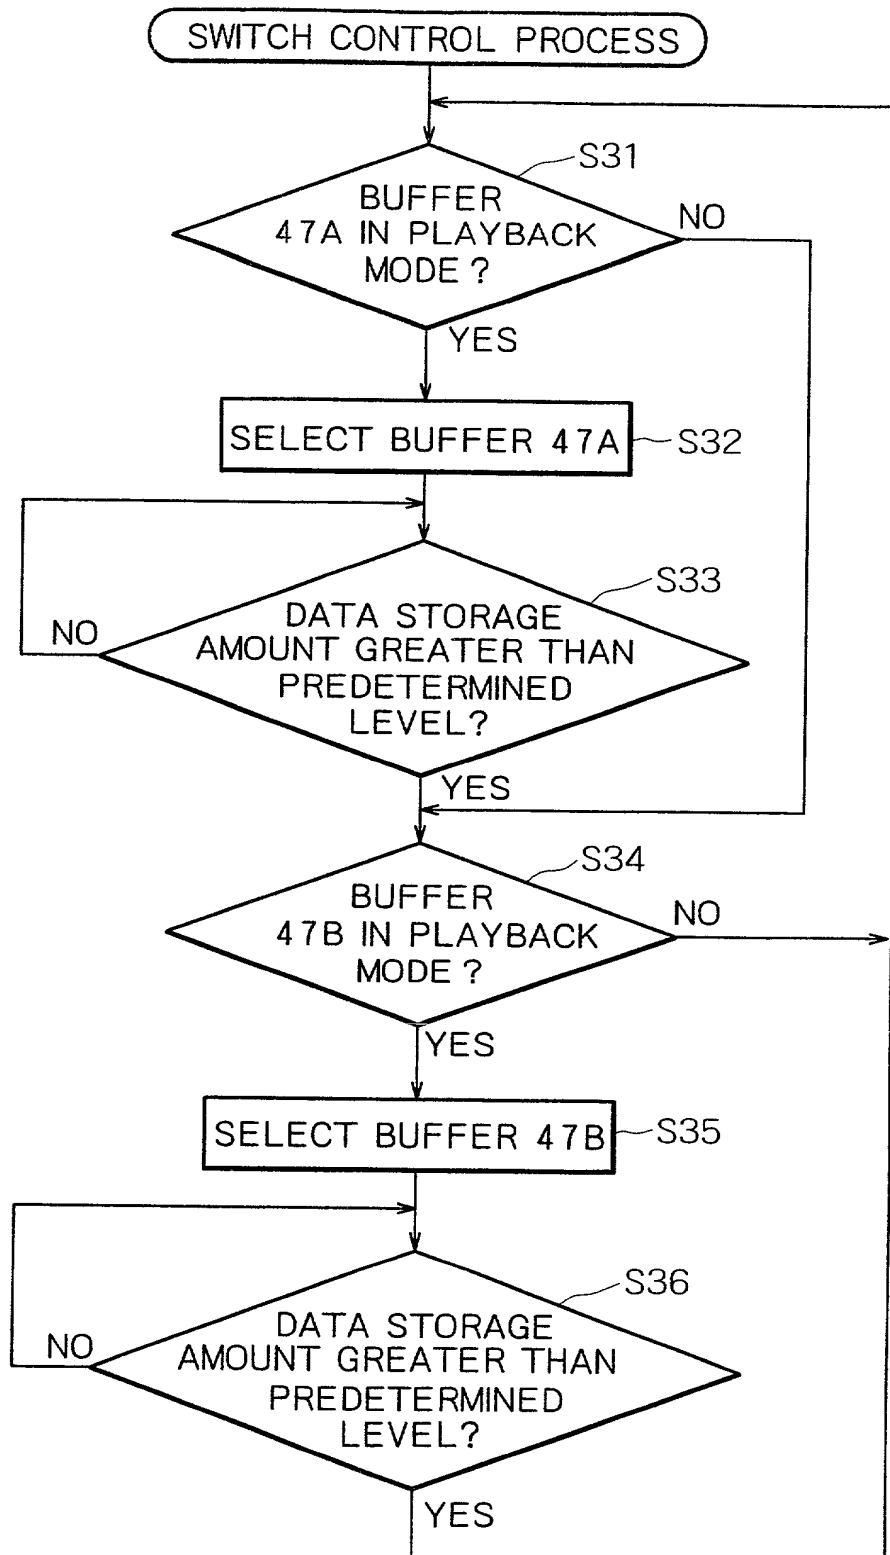 SWITCH CONTROL PROCESS
S31
BUFFER
47A IN PLAYBACK
MODE?
NO
YES
SELECT BUFFER 47A
S32
S33
DATA STORAGE
AMOUNT GREATER THAN
PREDETERMINED
LEVEL?
NO
YES
S34
BUFFER
47B IN PLAYBACK
MODE?
NO
YES
SELECT BUFFER 47B
S35
S36
DATA STORAGE
AMOUNT GREATER THAN
PREDETERMINED
LEVEL?
NO
YES